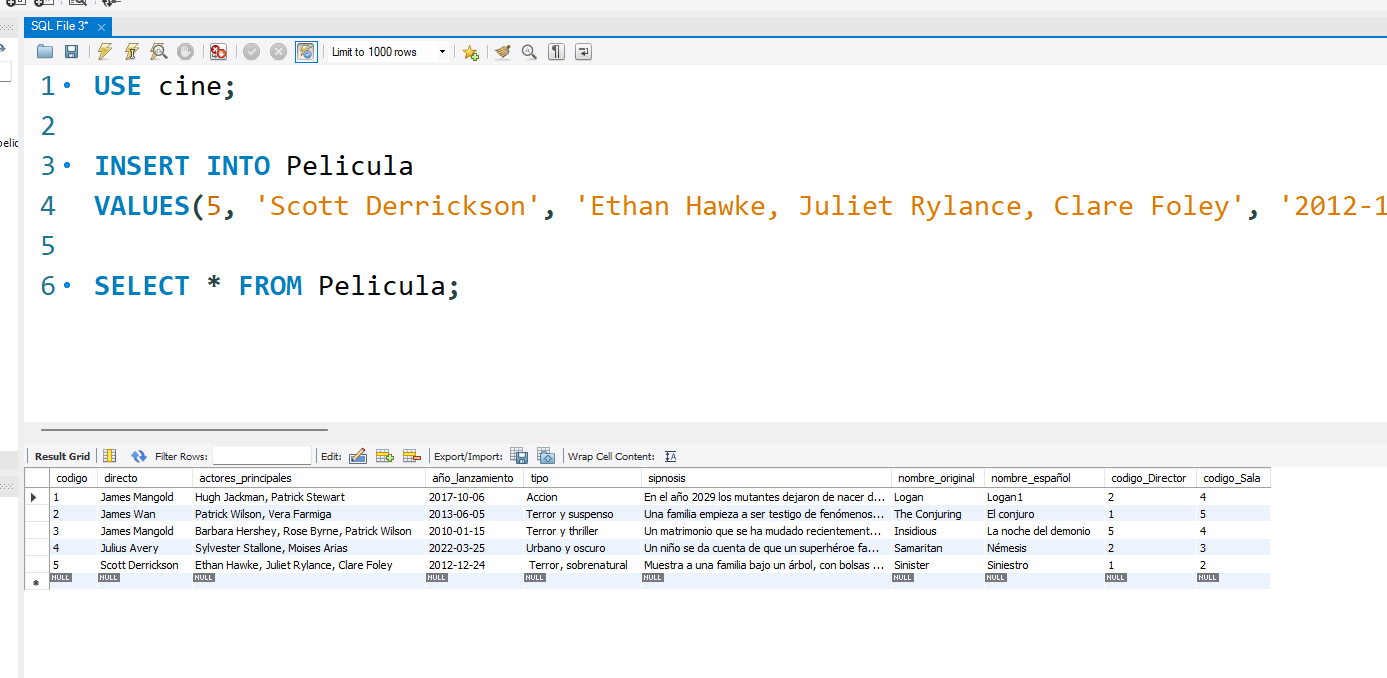 SQL File 3*
Limit to 1000 rows
1 USE cine;
2
3 INSERT INTO Pelicula
4 VALUES(5, 'Scott Derrickson', 'Ethan Hawke, Juliet Rylance, Clare Foley', '2012-1
5
6 SELECT * FROM Pelicula;
Result Grid Filter Rows: Edit: Export/Import: Wrap Cell Content:
codigo directo actores_principales año_lanzamiento tipo sipnosis nombre_original nombre_español codigo_Director codigo_Sala
1 James Mangold Hugh Jackman, Patrick Stewart 2017-10-06 Accion En el año 2029 los mutantes dejaron de nacer d... Logan Logan1 2 4
2 James Wan Patrick Wilson, Vera Farmiga 2013-06-05 Terror y suspenso Una familia empieza a ser testigo de fenómenos... The Conjuring El conjuro 1 5
3 James Mangold Barbara Hershey, Rose Byrne, Patrick Wilson 2010-01-15 Terror y thriller Un matrimonio que se ha mudado recientement... Insidious La noche del demonio 5 4
4 Julius Avery Sylvester Stallone, Moises Arias 2022-03-25 Urbano y oscuro Un niño se da cuenta de que un superhéroe fa... Samaritan Némesis 2 3
5 Scott Derrickson Ethan Hawke, Juliet Rylance, Clare Foley 2012-12-24 Terror, sobrenatural Muestra a una familia bajo un árbol, con bolsas ... Sinister Siniestro 1 2
NULL NULL NULL NULL NULL NULL NULL NULL NULL NULL